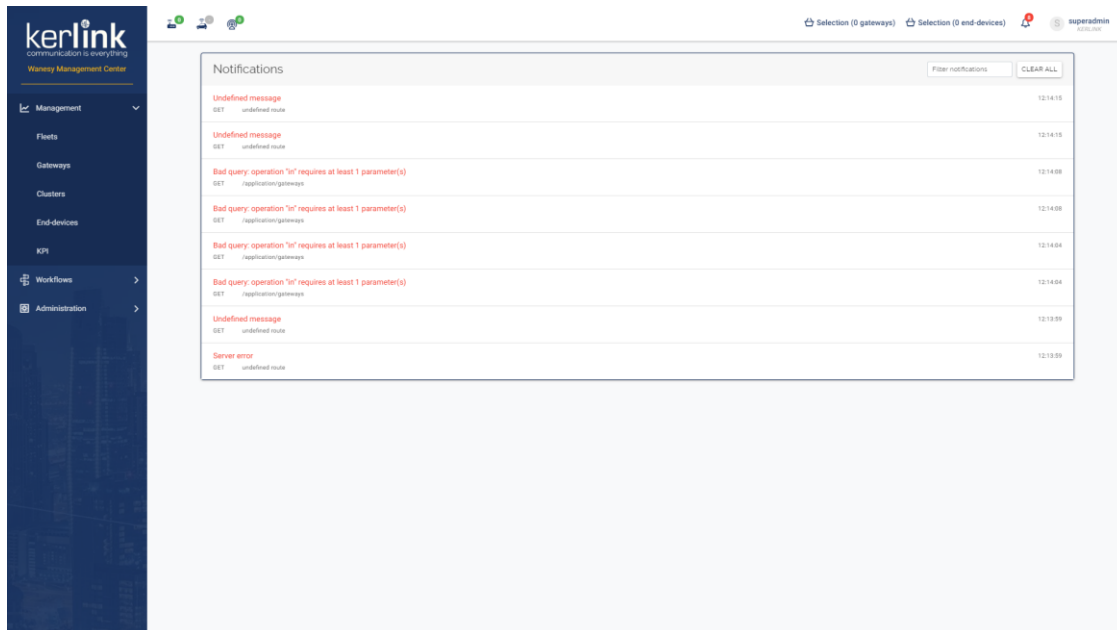 kerlink
communication is everything
Wanesy Management Center
Management
Fleets
Gateways
Clusters
End-devices
KPI
Workflows
Administration
0
0
Selection (0 gateways)
Selection (0 end-devices)
8
S
superadmin
KERLINK
Notifications
Filter notifications
CLEAR ALL
Undefined message
12:14:15
GET undefined route
Undefined message
12:14:15
GET undefined route
Bad query: operation "in" requires at least 1 parameter(s)
12:14:08
GET /application/gateways
Bad query: operation "in" requires at least 1 parameter(s)
12:14:08
GET /application/gateways
Bad query: operation "in" requires at least 1 parameter(s)
12:14:04
GET /application/gateways
Bad query: operation "in" requires at least 1 parameter(s)
12:14:04
GET /application/gateways
Undefined message
12:13:59
GET undefined route
Server error
12:13:59
GET undefined route